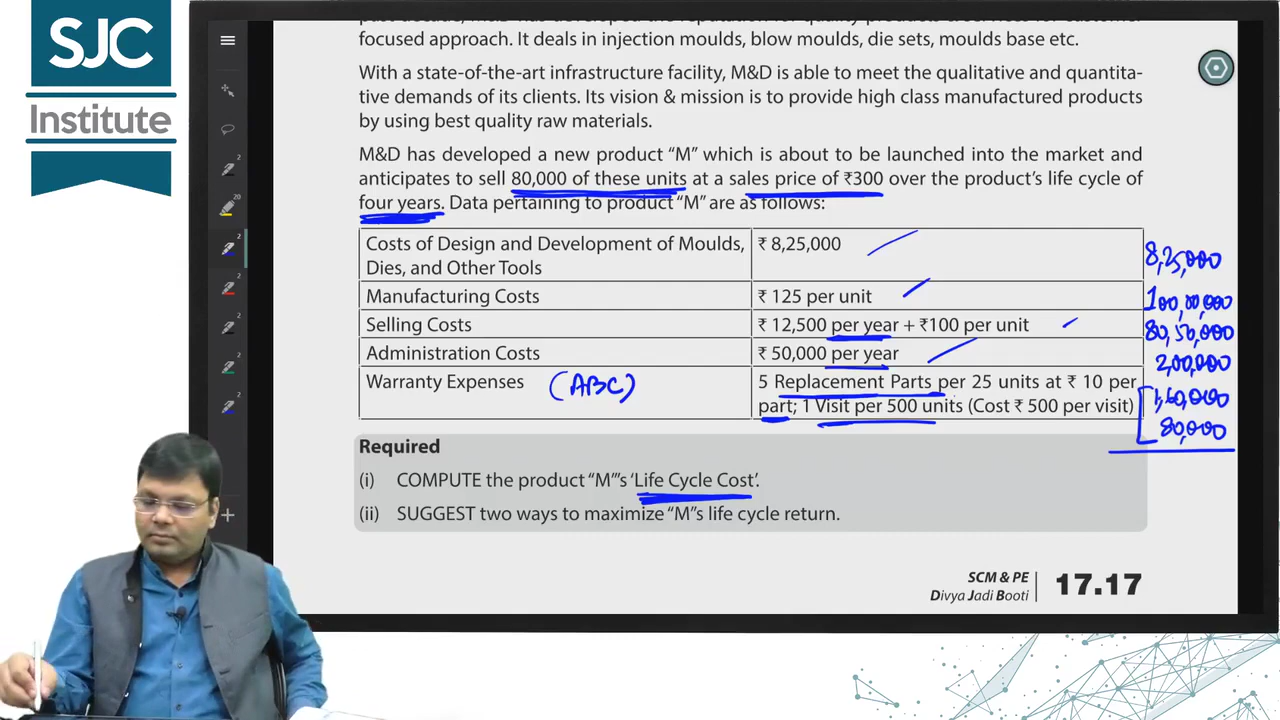 SJC
Institute
focused approach. It deals in injection moulds, blow moulds, die sets, moulds base etc.
With a state-of-the-art infrastructure facility, M&D is able to meet the qualitative and quantita-
tive demands of its clients. Its vision & mission is to provide high class manufactured products
by using best quality raw materials.
M&D has developed a new product “M” which is about to be launched into the market and
anticipates to sell 80,000 of these units at a sales price of ₹300 over the product’s life cycle of
four years. Data pertaining to product “M” are as follows:
Costs of Design and Development of Moulds, ₹ 8,25,000
Dies, and Other Tools
8,25,000
Manufacturing Costs ₹ 125 per unit 100,00,000
Selling Costs ₹ 12,500 per year + ₹100 per unit 80,50,000
Administration Costs ₹ 50,000 per year 2,00,000
Warranty Expenses (ABC) 5 Replacement Parts per 25 units at ₹ 10 per 1,60,000
part; 1 Visit per 500 units (Cost ₹ 500 per visit) 80,000
Required
(i) COMPUTE the product “M”’s ‘Life Cycle Cost’.
(ii) SUGGEST two ways to maximize “M”s life cycle return.
SCM & PE
Divya Jadi Booti
17.17
2
20
2
2
2
2
2